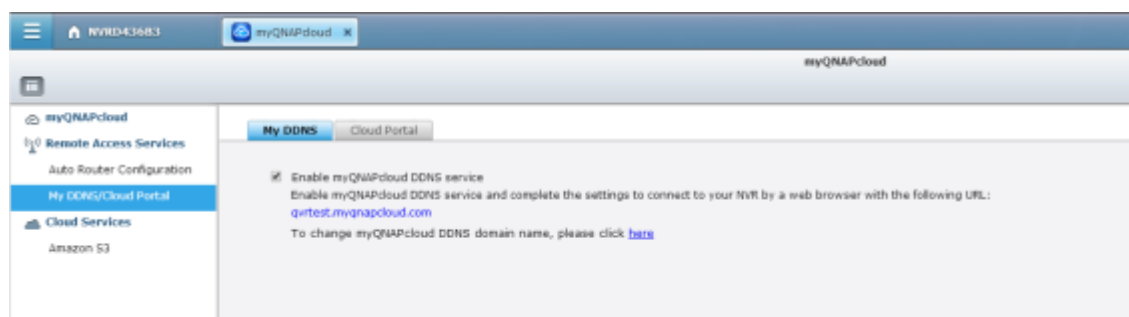 NVRD43683
myQNAPcloud
myQNAPcloud
myQNAPcloud
Remote Access Services
Auto Router Configuration
My DDNS/Cloud Portal
Cloud Services
Amazon S3
My DDNS
Cloud Portal
Enable myQNAPcloud DDNS service
Enable myQNAPcloud DDNS service and complete the settings to connect to your NVR by a web browser with the following URL:
qvrtest.myqnapcloud.com
To change myQNAPcloud DDNS domain name, please click here